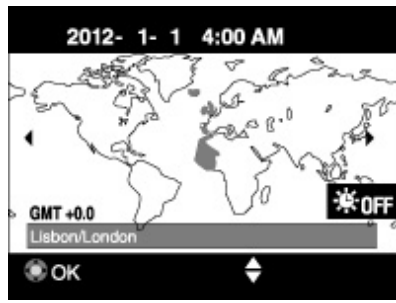 2012- 1- 1 4:00 AM
OFF
GMT +0.0
Lisbon/London
OK